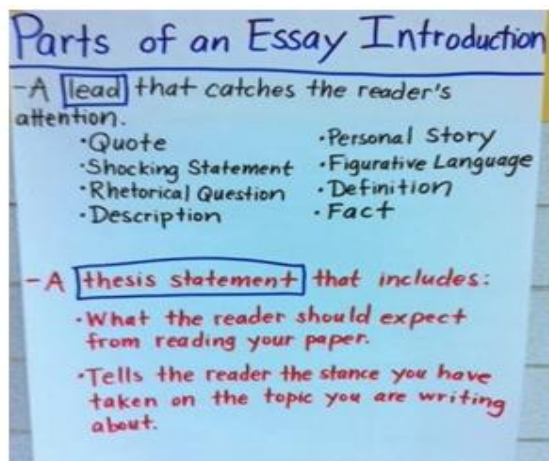 Parts of an Essay Introduction
-A lead that catches the reader's
attention.
•Quote
•Shocking Statement
•Rhetorical Question
•Description
•Personal Story
•Figurative Language
•Definition
•Fact
-A thesis statement that includes:
•What the reader should expect
from reading your paper.
•Tells the reader the stance you have
taken on the topic you are writing
about.